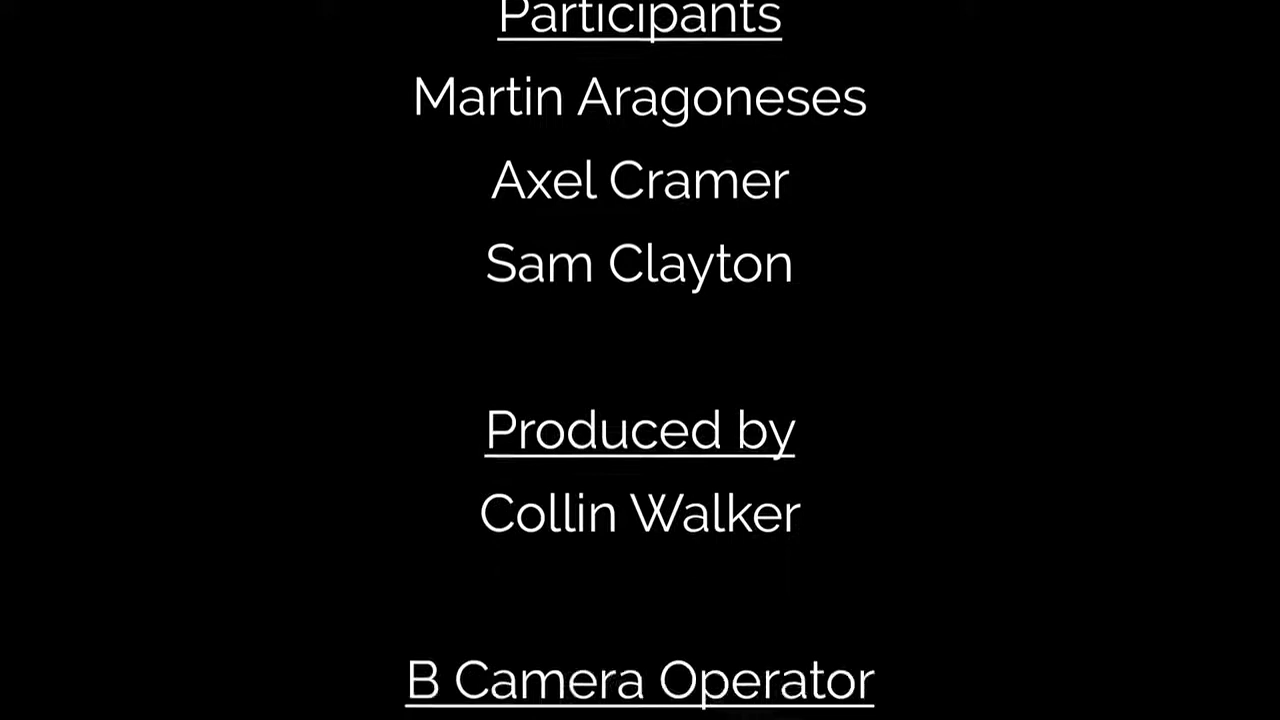 Participants
Martin Aragoneses
Axel Cramer
Sam Clayton
Produced by
Collin Walker
B Camera Operator